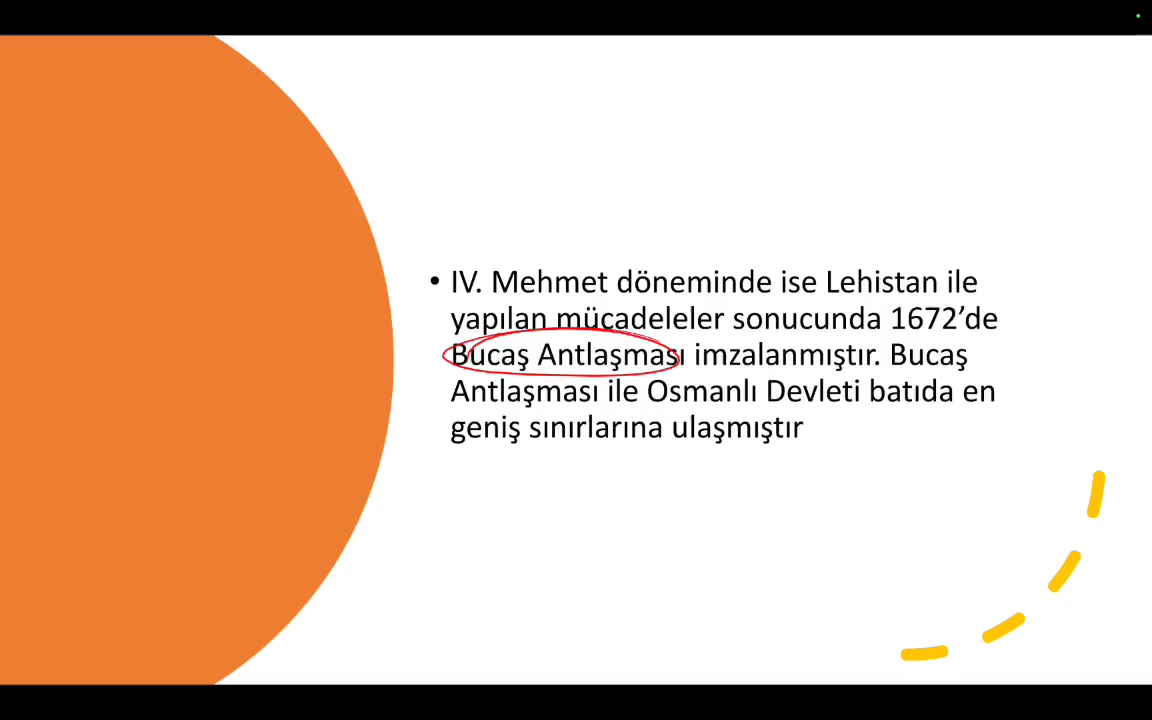 • IV. Mehmet döneminde ise Lehistan ile
yapılan mücadeleler sonucunda 1672’de
Bucaş Antlaşması imzalanmıştır. Bucaş
Antlaşması ile Osmanlı Devleti batıda en
geniş sınırlarına ulaşmıştır